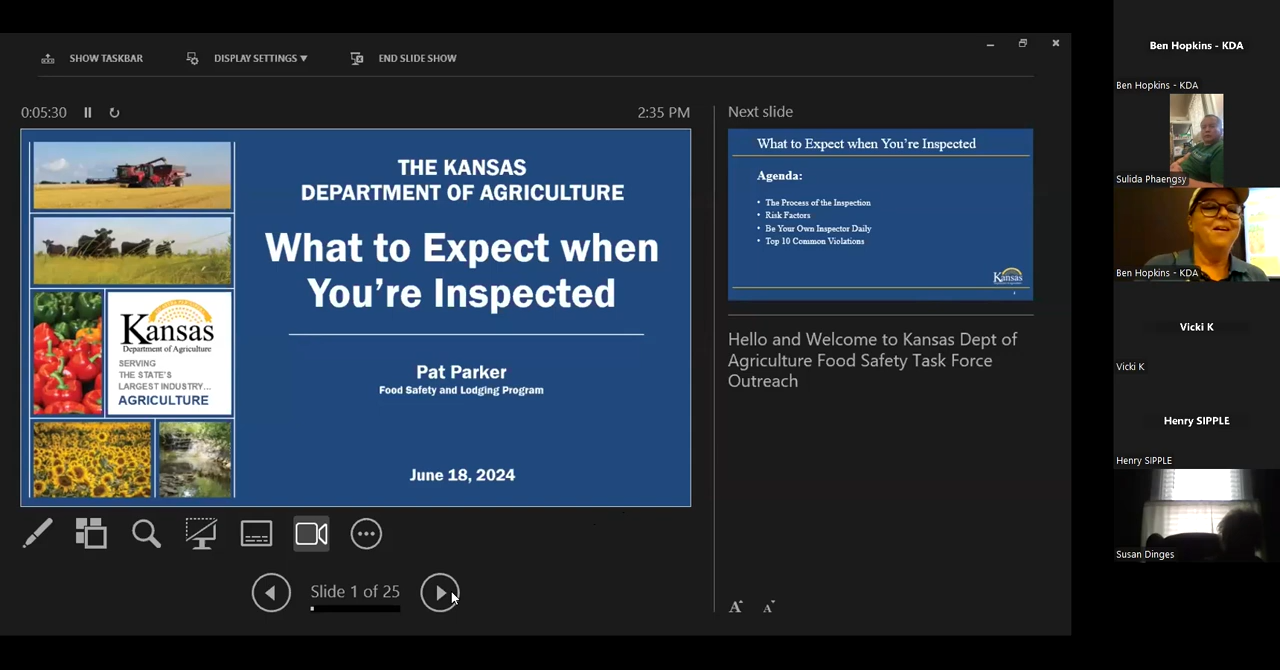 SHOW TASKBAR
DISPLAY SETTINGS ▼
END SLIDE SHOW
0:05:30
2:35 PM
THE KANSAS
DEPARTMENT OF AGRICULTURE
What to Expect when
You're Inspected
Pat Parker
Food Safety and Lodging Program
June 18, 2024
Kansas
Department of Agriculture
SERVING
THE STATE'S
LARGEST INDUSTRY...
AGRICULTURE
Slide 1 of 25
Next slide
What to Expect when You're Inspected
Agenda:
• The Process of the Inspection
• Risk Factors
• Be Your Own Inspector Daily
• Top 10 Common Violations
Kansas
Hello and Welcome to Kansas Dept of
Agriculture Food Safety Task Force
Outreach
A A
Ben Hopkins - KDA
Ben Hopkins - KDA
Sulida Phaengsy
Ben Hopkins - KDA
Vicki K
Vicki K
Henry SIPPLE
Henry SIPPLE
Susan Dinges